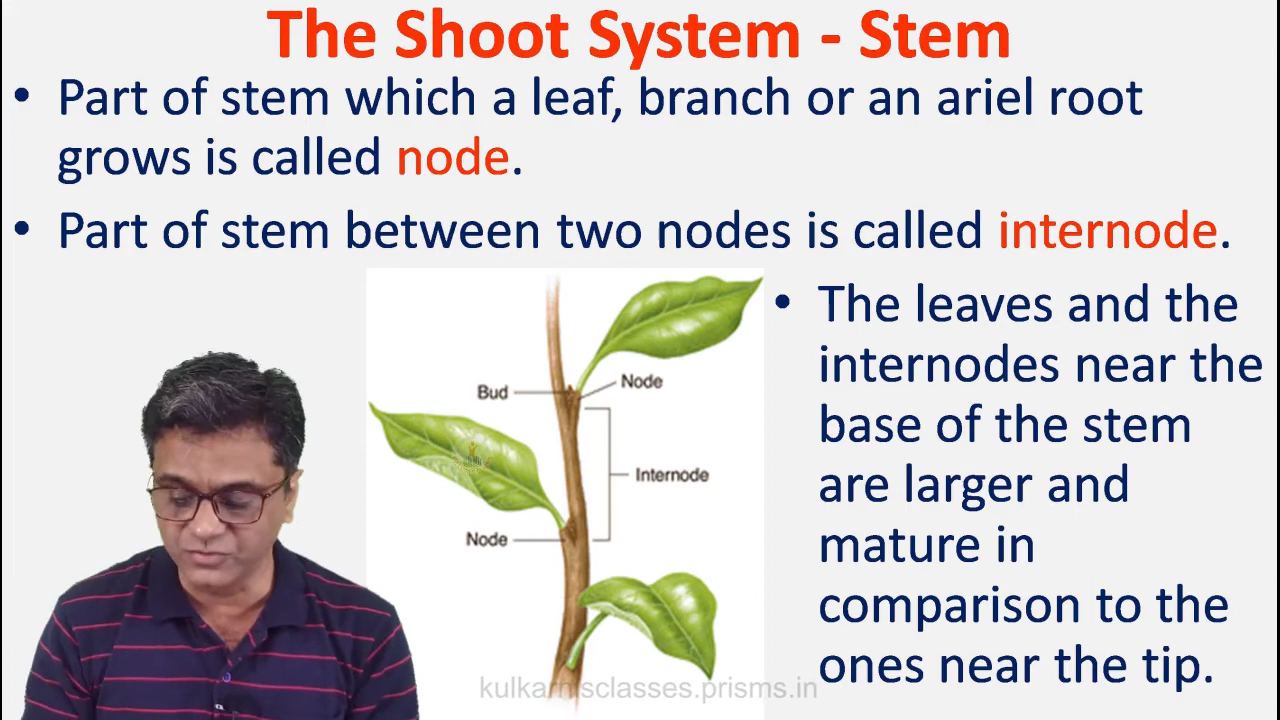 The Shoot System - Stem
• Part of stem which a leaf, branch or an ariel root
grows is called node.
• Part of stem between two nodes is called internode.
• The leaves and the
internodes near the
base of the stem
are larger and
mature in
comparison to the
ones near the tip.
Bud
Node
Internode
Node
kulkarnisclasses.prisms.in